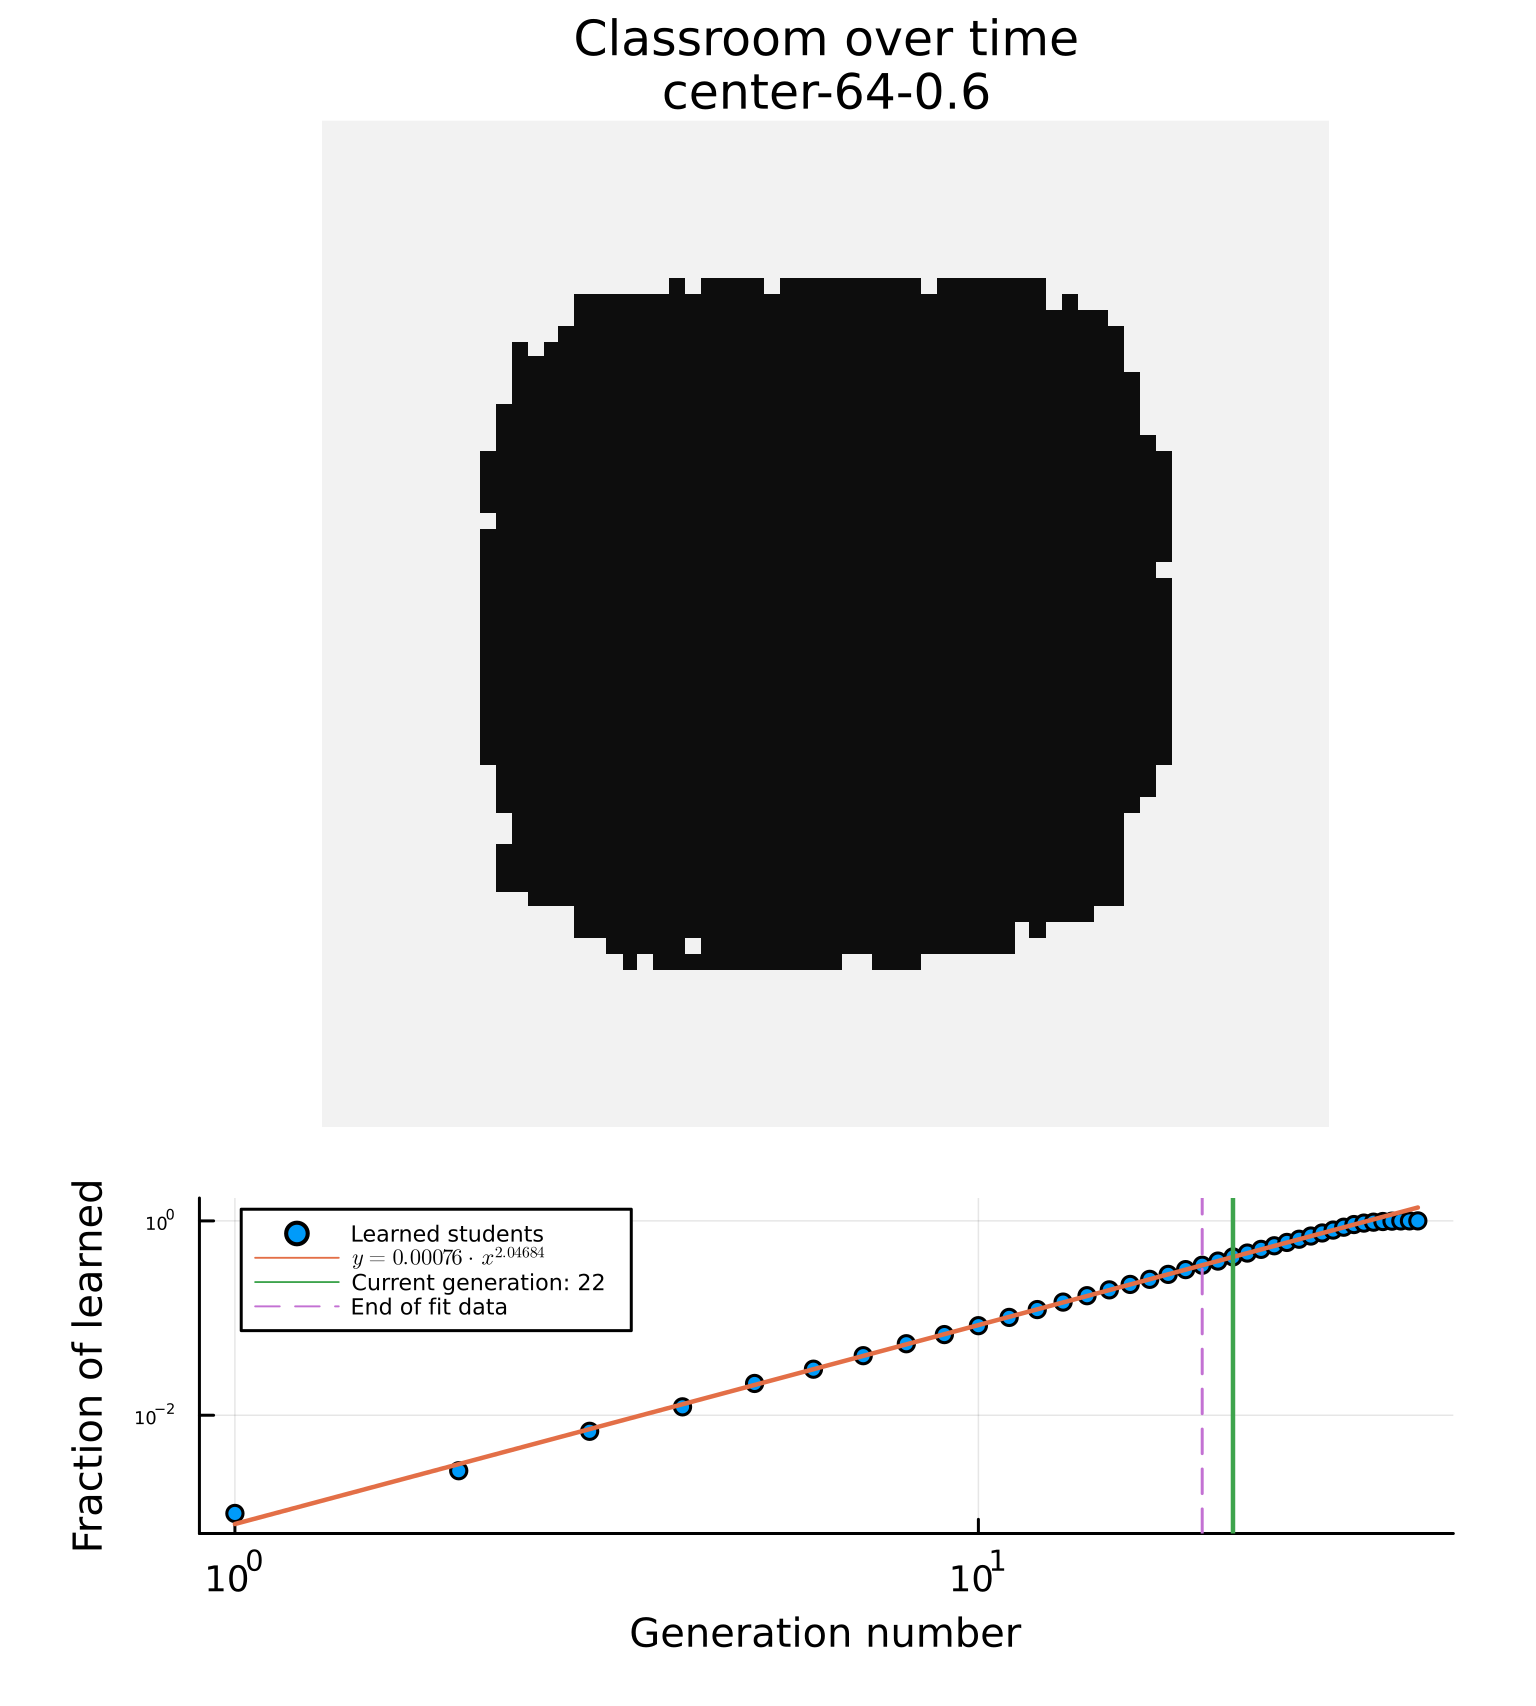 Classroom over time
center-64-0.6
Learned students
y = 0.00076 · x^2.04684
Current generation: 22
End of fit data
10^0
10^-2
Fraction of learned
10^0
10^1
Generation number